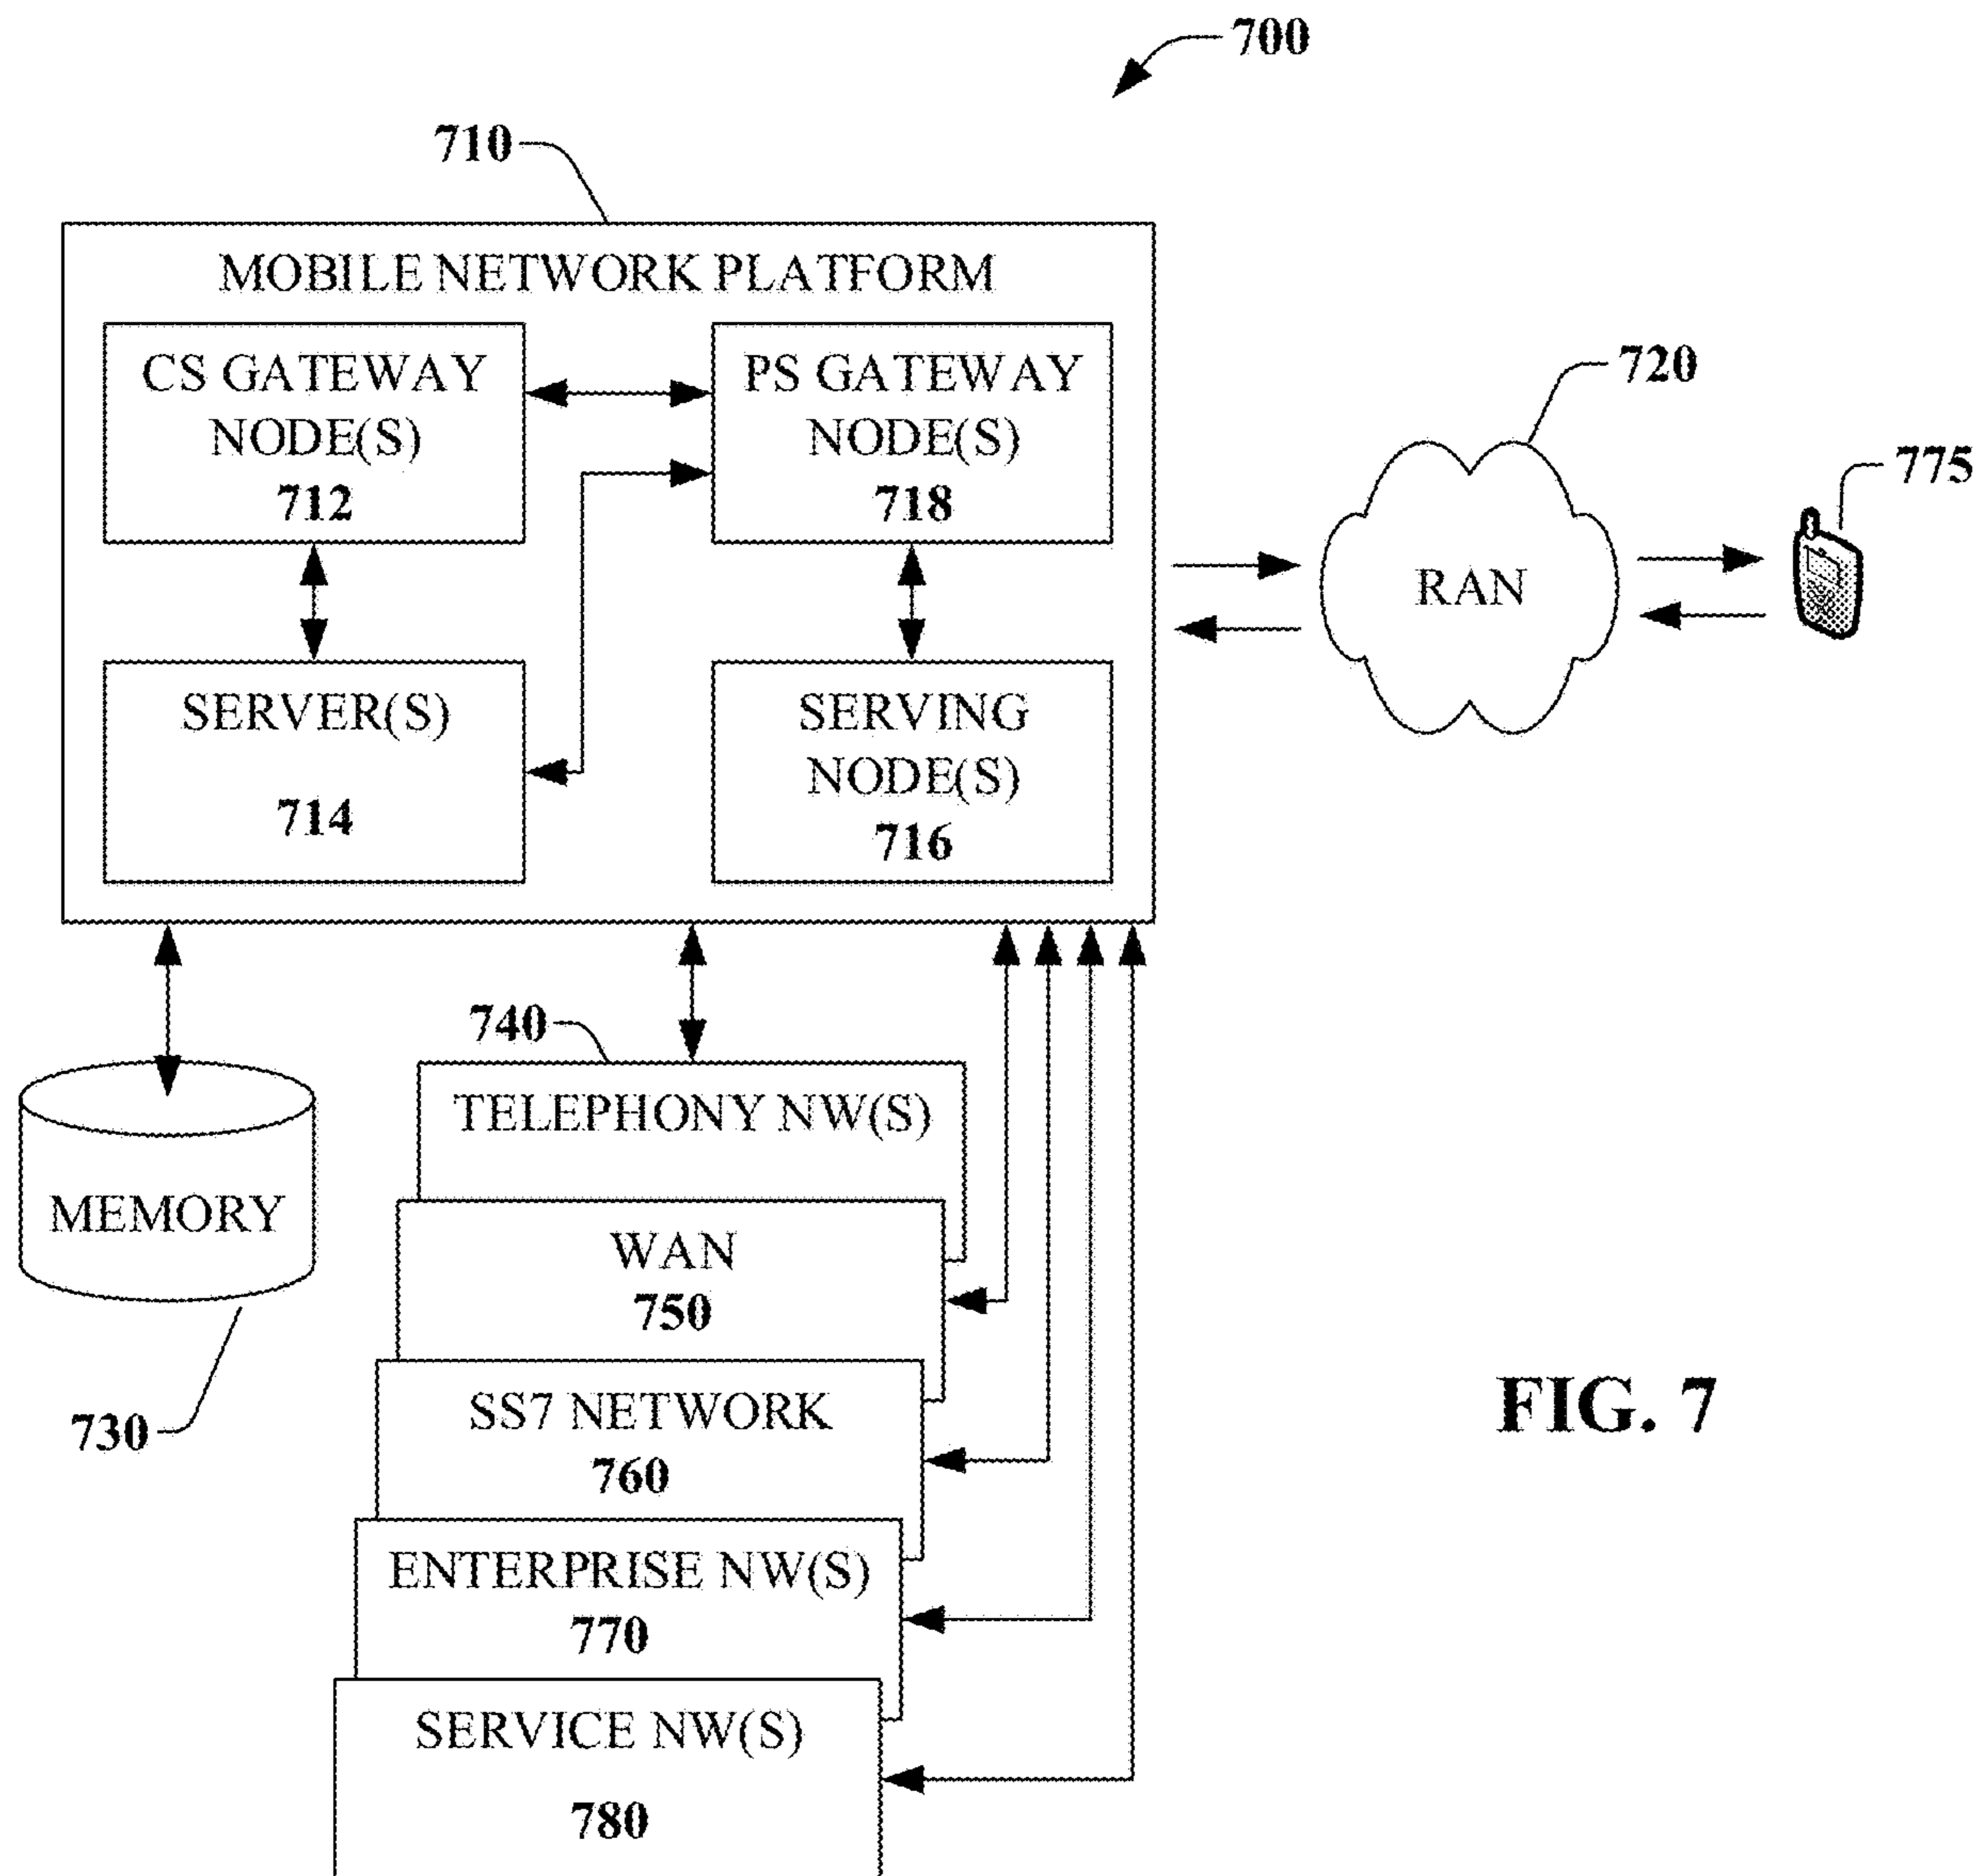 700
710
MOBILE NETWORK PLATFORM
CS GATEWAY
NODE(S)
712
PS GATEWAY
NODE(S)
718
SERVER(S)
714
SERVING
NODE(S)
716
720
RAN
775
740
TELEPHONY NW(S)
MEMORY
730
WAN
750
SS7 NETWORK
760
ENTERPRISE NW(S)
770
SERVICE NW(S)
780
FIG. 7